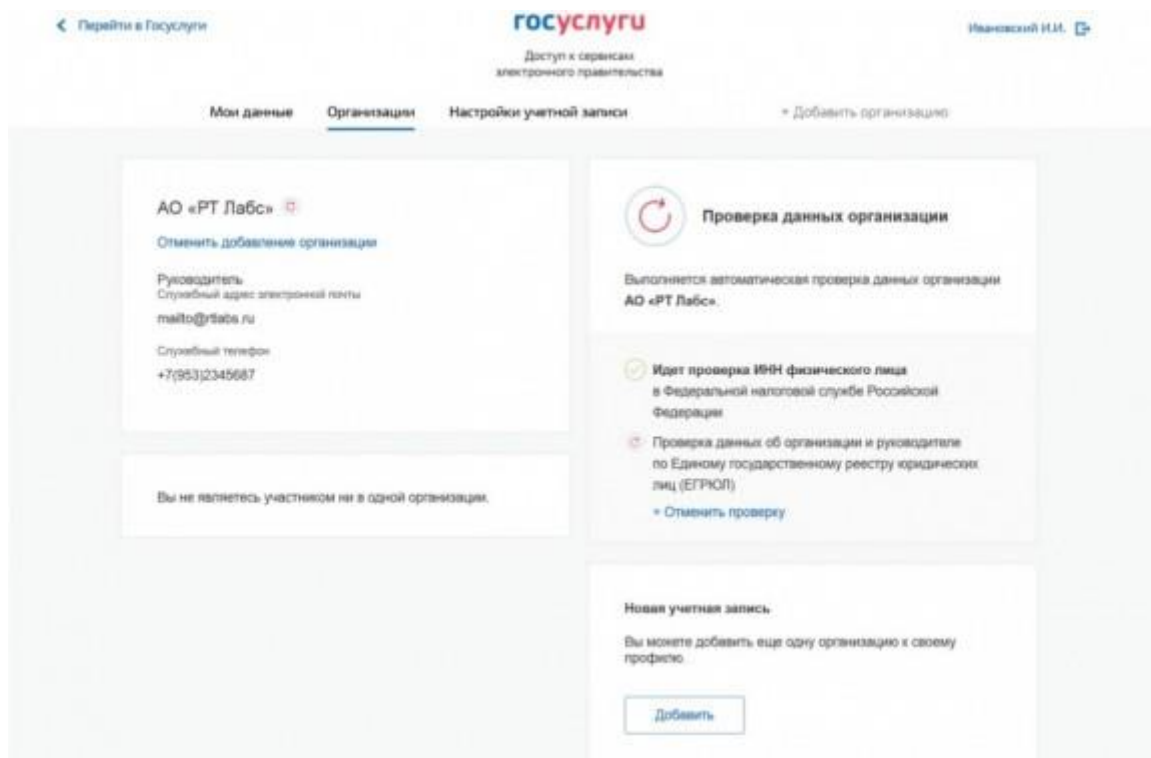 Перейти в Госуслуги
госуслуги
Ивановский И.И.
Доступ к сервисам
электронного правительства
Мои данные
Организации
Настройки учетной записи
+ Добавить организацию
АО «РТ Лабс»
Отменить добавление организации
Руководитель
Служебный адрес электронной почты
mailto@rtlabs.ru
Служебный телефон
+7(953)2345687
Вы не являетесь участником ни в одной организации.
Проверка данных организации
Выполняется автоматическая проверка данных организации
АО «РТ Лабс».
Идет проверка ИНН физического лица
в Федеральной налоговой службе Российской
Федерации
Проверка данных об организации и руководителе
по Единому государственному реестру юридических
лиц (ЕГРЮЛ)
+ Отменить проверку
Новая учетная запись
Вы можете добавить еще одну организацию к своему
профилю
Добавить